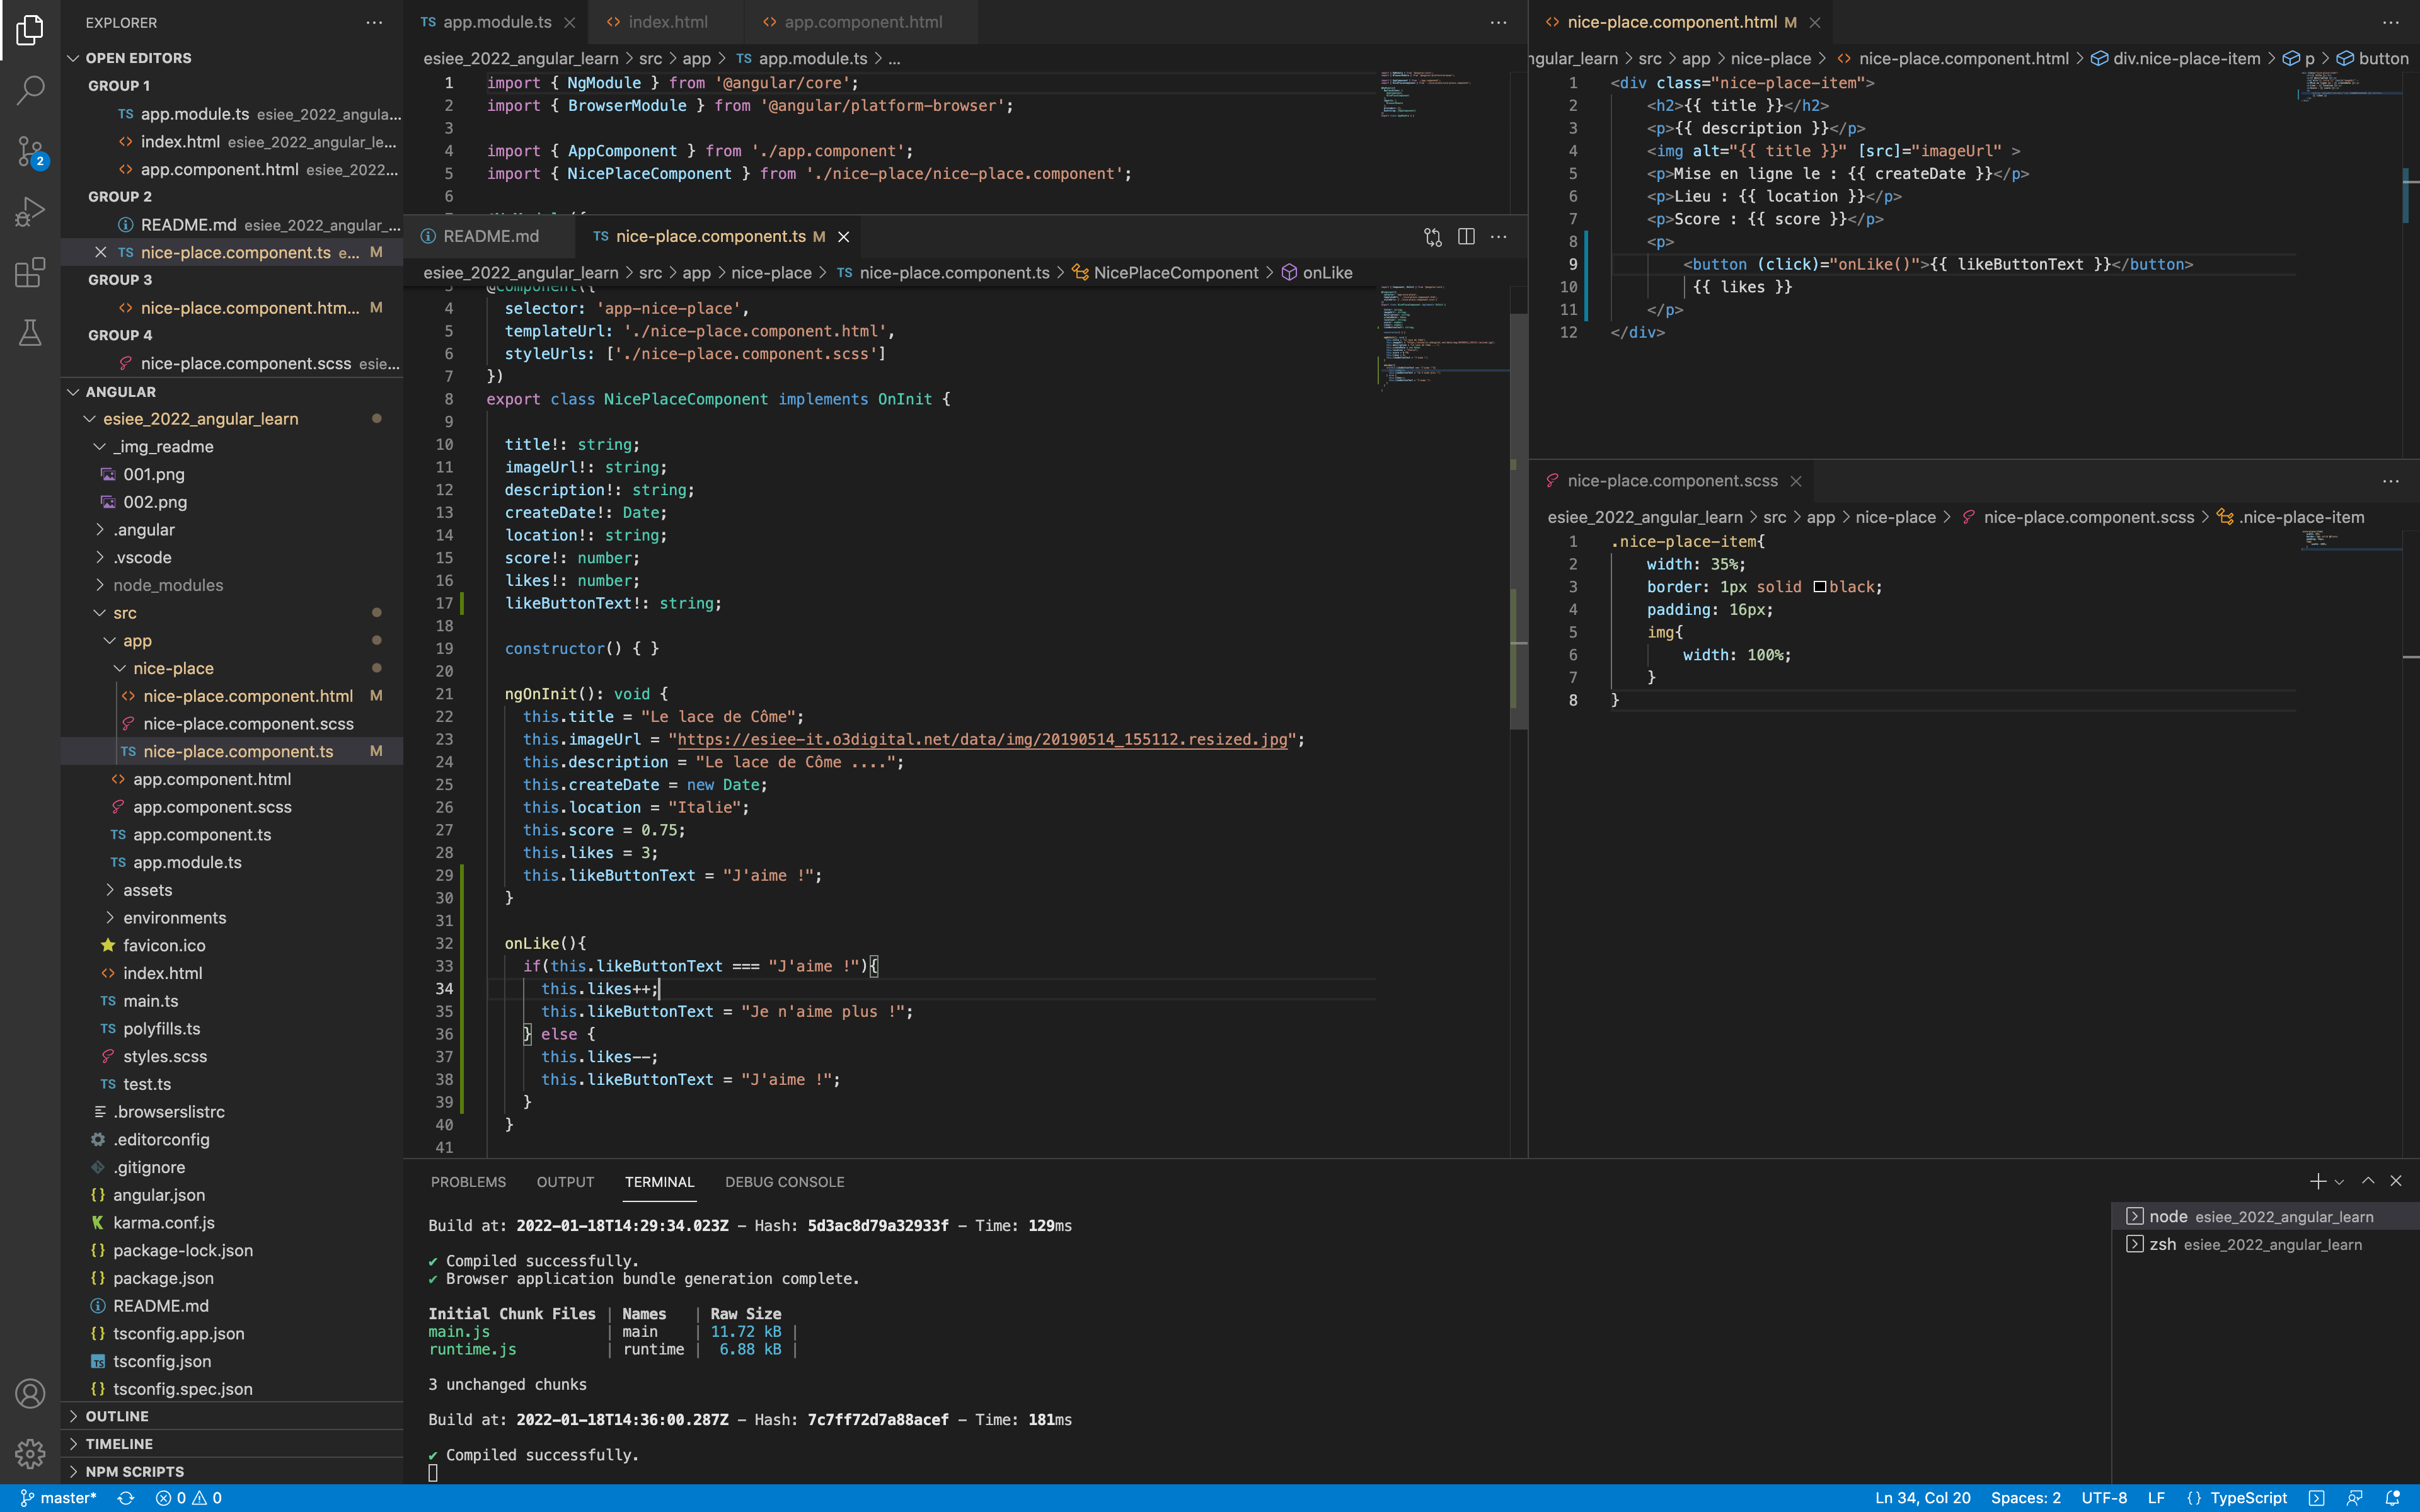 EXPLORER
OPEN EDITORS
GROUP 1
TS app.module.ts esiee_2022_angula...
index.html esiee_2022_angular_le...
app.component.html esiee_2022...
GROUP 2
README.md esiee_2022_angular_...
TS nice-place.component.ts e... M
GROUP 3
nice-place.component.htm... M
GROUP 4
nice-place.component.scss esie...
ANGULAR
esiee_2022_angular_learn
_img_readme
001.png
002.png
.angular
.vscode
node_modules
src
app
nice-place
nice-place.component.html M
nice-place.component.scss
TS nice-place.component.ts M
app.component.html
app.component.scss
TS app.component.ts
TS app.module.ts
assets
environments
favicon.ico
index.html
TS main.ts
TS polyfills.ts
styles.scss
TS test.ts
.browserslistrc
.editorconfig
.gitignore
{} angular.json
karma.conf.js
{} package-lock.json
{} package.json
README.md
{} tsconfig.app.json
TS tsconfig.json
{} tsconfig.spec.json
OUTLINE
TIMELINE
NPM SCRIPTS
2
TS app.module.ts
index.html
app.component.html
esiee_2022_angular_learn > src > app > TS app.module.ts > ...
1 import { NgModule } from '@angular/core';
2 import { BrowserModule } from '@angular/platform-browser';
3
4 import { AppComponent } from './app.component';
5 import { NicePlaceComponent } from './nice-place/nice-place.component';
6
README.md
TS nice-place.component.ts M
esiee_2022_angular_learn > src > app > nice-place > TS nice-place.component.ts > NicePlaceComponent > onLike
3 @Component({
4 selector: 'app-nice-place',
5 templateUrl: './nice-place.component.html',
6 styleUrls: ['./nice-place.component.scss']
7 })
8 export class NicePlaceComponent implements OnInit {
9
10 title!: string;
11 imageUrl!: string;
12 description!: string;
13 createDate!: Date;
14 location!: string;
15 score!: number;
16 likes!: number;
17 likeButtonText!: string;
18
19 constructor() { }
20
21 ngOnInit(): void {
22 this.title = "Le lace de Côme";
23 this.imageUrl = "https://esiee-it.o3digital.net/data/img/20190514_155112.resized.jpg";
24 this.description = "Le lace de Côme ....";
25 this.createDate = new Date;
26 this.location = "Italie";
27 this.score = 0.75;
28 this.likes = 3;
29 this.likeButtonText = "J'aime !";
30 }
31
32 onLike(){
33 if(this.likeButtonText === "J'aime !"){
34 this.likes++;
35 this.likeButtonText = "Je n'aime plus !";
36 } else {
37 this.likes--;
38 this.likeButtonText = "J'aime !";
39 }
40 }
41
nice-place.component.html M
ngular_learn > src > app > nice-place > nice-place.component.html > div.nice-place-item > p > button
1 <div class="nice-place-item">
2 <h2>{{ title }}</h2>
3 <p>{{ description }}</p>
4 <img alt="{{ title }}" [src]="imageUrl" >
5 <p>Mise en ligne le : {{ createDate }}</p>
6 <p>Lieu : {{ location }}</p>
7 <p>Score : {{ score }}</p>
8 <p>
9 <button (click)="onLike()">{{ likeButtonText }}</button>
10 {{ likes }}
11 </p>
12 </div>
nice-place.component.scss
esiee_2022_angular_learn > src > app > nice-place > nice-place.component.scss > .nice-place-item
1 .nice-place-item{
2 width: 35%;
3 border: 1px solid black;
4 padding: 16px;
5 img{
6 width: 100%;
7 }
8 }
PROBLEMS OUTPUT TERMINAL DEBUG CONSOLE
Build at: 2022-01-18T14:29:34.023Z - Hash: 5d3ac8d79a32933f - Time: 129ms
✔ Compiled successfully.
✔ Browser application bundle generation complete.
Initial Chunk Files | Names | Raw Size
main.js | main | 11.72 kB |
runtime.js | runtime | 6.88 kB |
3 unchanged chunks
Build at: 2022-01-18T14:36:00.287Z - Hash: 7c7ff72d7a88acef - Time: 181ms
✔ Compiled successfully.
node esiee_2022_angular_learn
zsh esiee_2022_angular_learn
master* 0 0
Ln 34, Col 20 Spaces: 2 UTF-8 LF {} TypeScript